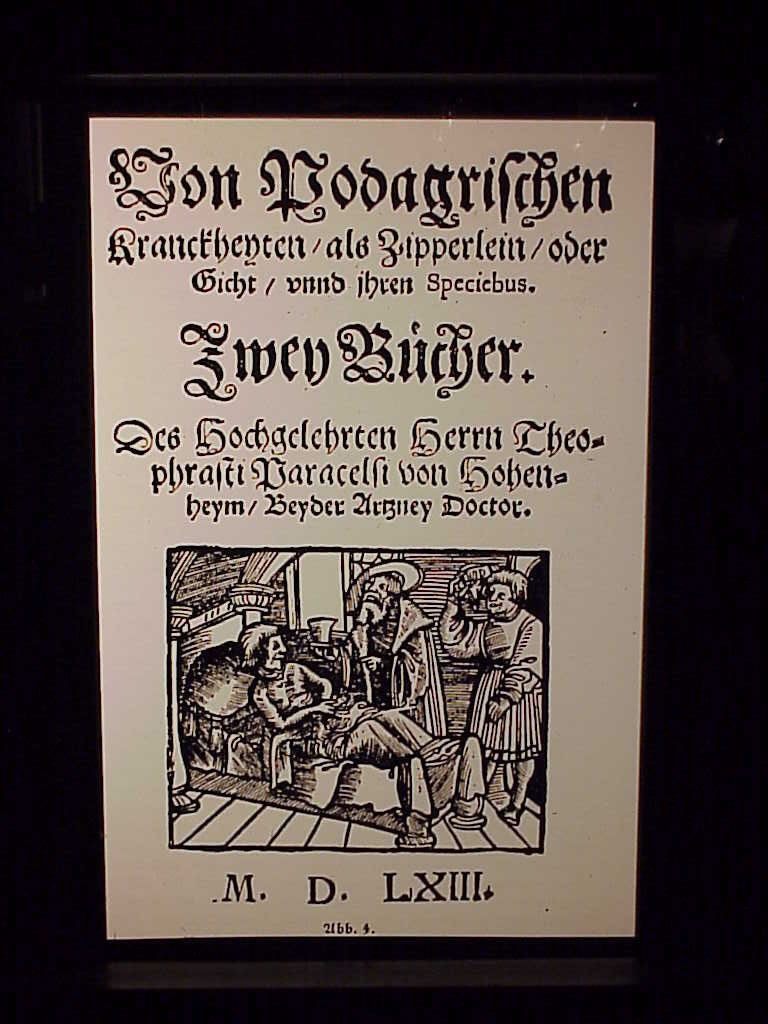 Von Podagrischen
Kranckheyten / als Zipperlein / oder
Gicht / vnnd jhren Speciebus.
Zwey Bücher.
Des Hochgelehrten Herrn Theo-
phrasti Paracelsi von Hohen-
heym / Beyder Artzney Doctor.
M. D. LXIII.
Abb. 4.